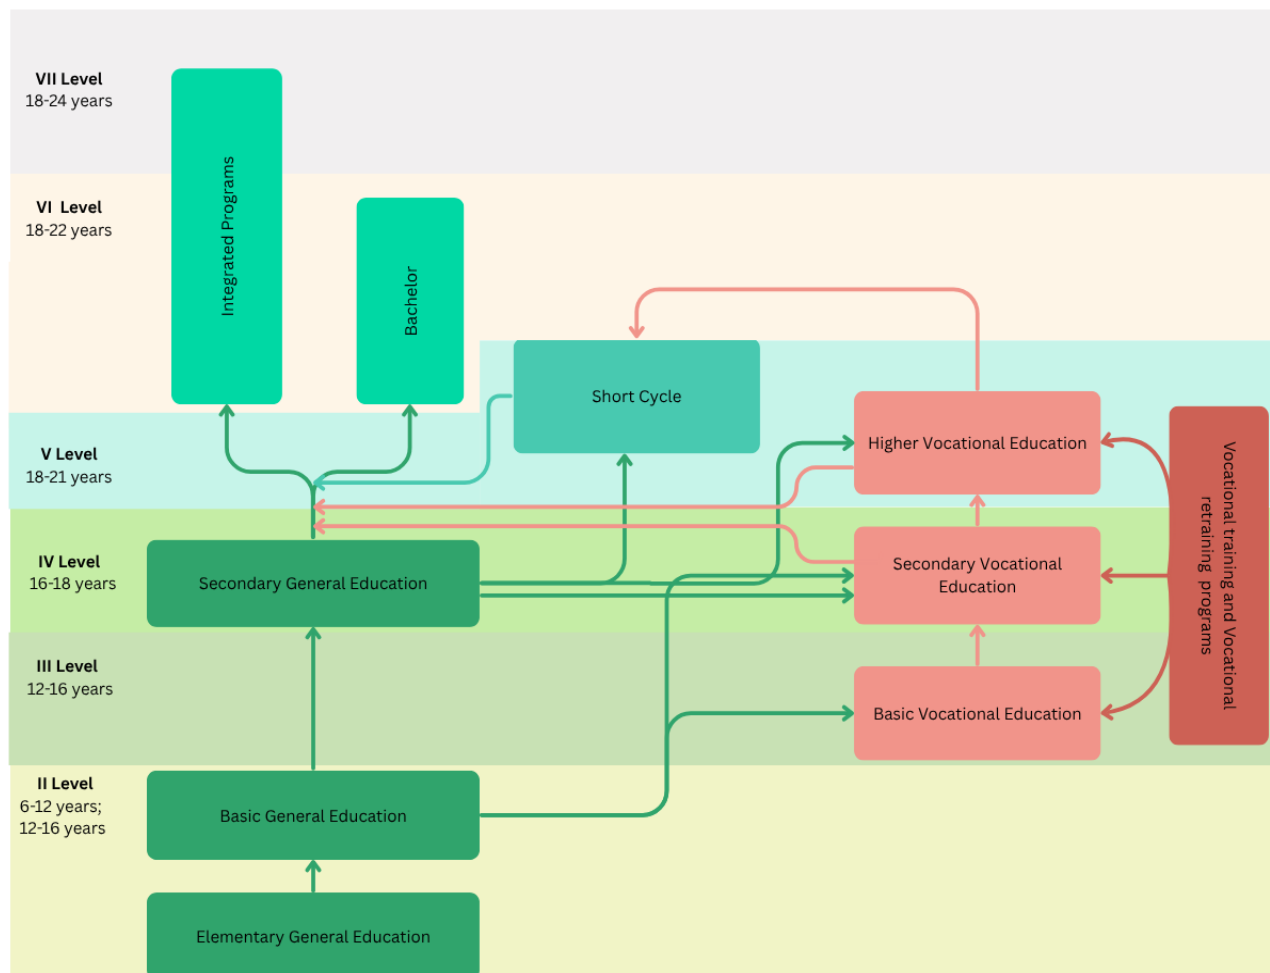 VII Level
18-24 years
Integrated Programs
VI Level
18-22 years
Bachelor
Short Cycle
V Level
18-21 years
Higher Vocational Education
Vocational training and Vocational
retraining programs
IV Level
16-18 years
Secondary General Education
Secondary Vocational
Education
III Level
12-16 years
Basic Vocational Education
II Level
6-12 years;
12-16 years
Basic General Education
Elementary General Education